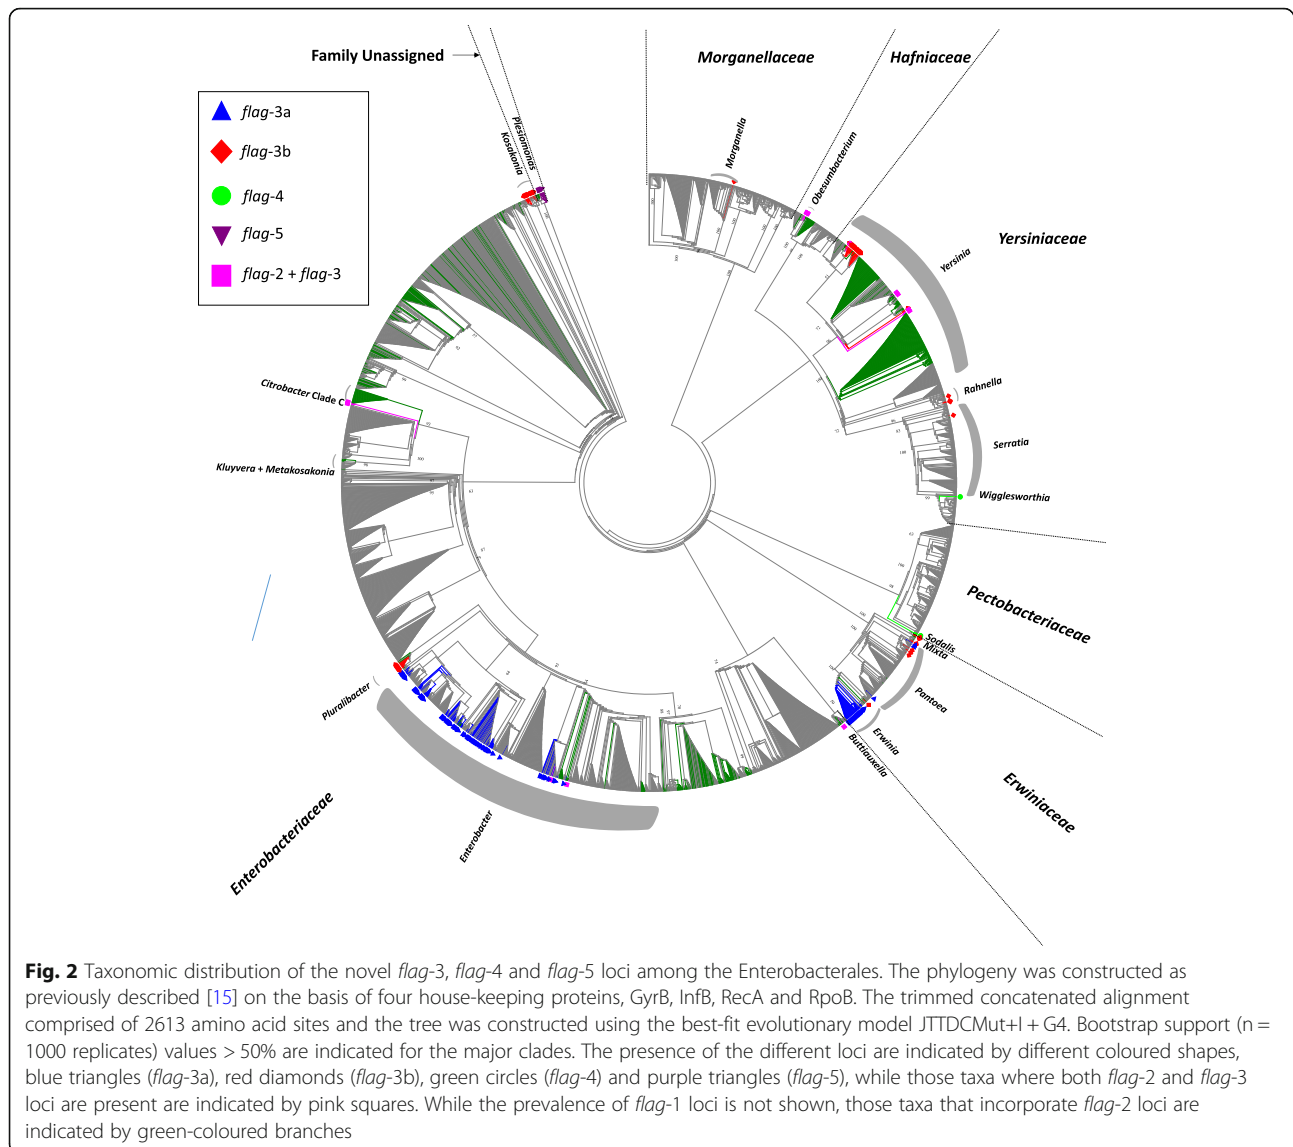 Family Unassigned
Morganellaceae
Hafniaceae
flag-3a
flag-3b
flag-4
flag-5
flag-2 + flag-3
Plesiomonas
Kosakonia
Morganella
Obesumbacterium
Yersiniaceae
Yersinia
Rahnella
Serratia
Wigglesworthia
Citrobacter Clade C
Kluyvera + Metakosakonia
Pectobacteriaceae
Sodalis
Mixta
Pantoea
Erwinia
Buttiauxella
Erwiniaceae
Pluralibacter
Enterobacter
Enterobacteriaceae
Fig. 2 Taxonomic distribution of the novel flag-3, flag-4 and flag-5 loci among the Enterobacterales. The phylogeny was constructed as
previously described [15] on the basis of four house-keeping proteins, GyrB, InfB, RecA and RpoB. The trimmed concatenated alignment
comprised of 2613 amino acid sites and the tree was constructed using the best-fit evolutionary model JTTDCMut+I + G4. Bootstrap support (n =
1000 replicates) values > 50% are indicated for the major clades. The presence of the different loci are indicated by different coloured shapes,
blue triangles (flag-3a), red diamonds (flag-3b), green circles (flag-4) and purple triangles (flag-5), while those taxa where both flag-2 and flag-3
loci are present are indicated by pink squares. While the prevalence of flag-1 loci is not shown, those taxa that incorporate flag-2 loci are
indicated by green-coloured branches